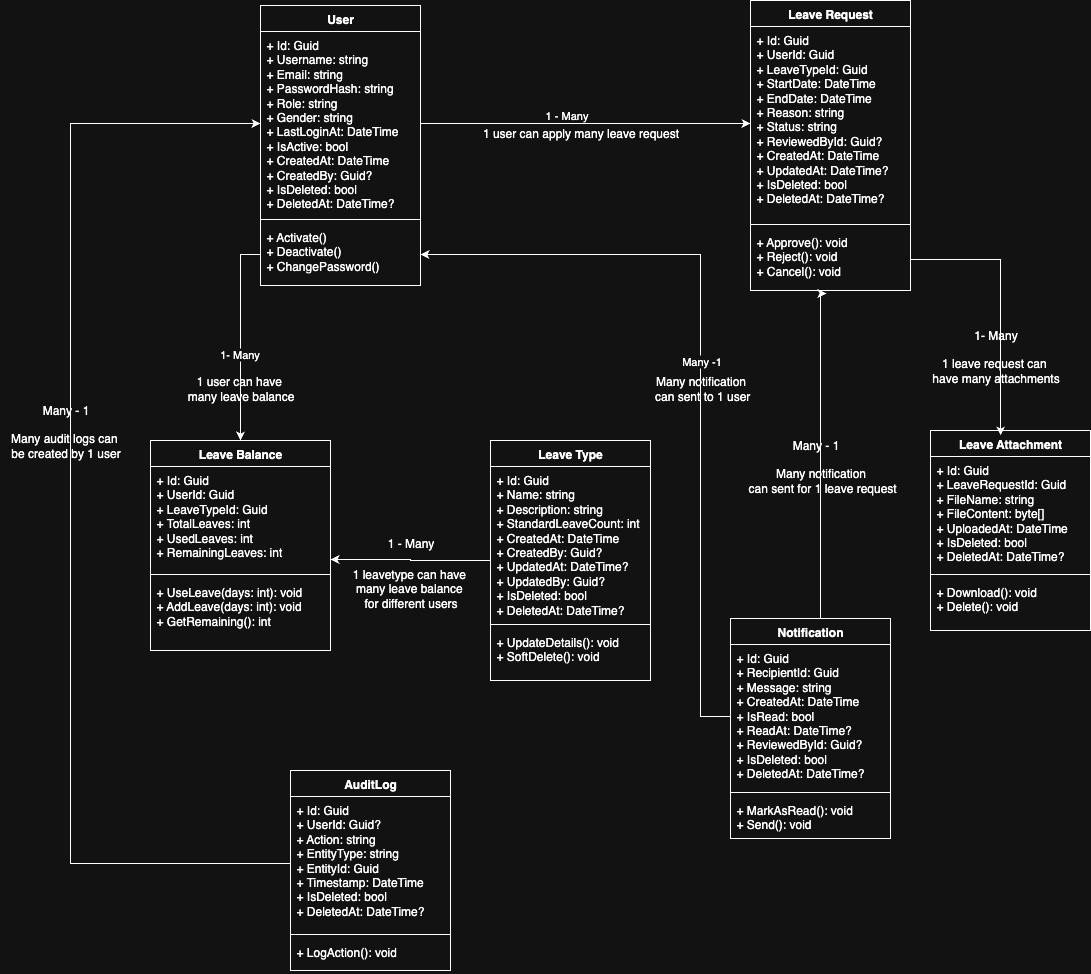 User
+ Id: Guid
+ Username: string
+ Email: string
+ PasswordHash: string
+ Role: string
+ Gender: string
+ LastLoginAt: DateTime
+ IsActive: bool
+ CreatedAt: DateTime
+ CreatedBy: Guid?
+ IsDeleted: bool
+ DeletedAt: DateTime?
+ Activate()
+ Deactivate()
+ ChangePassword()
1 - Many
1 user can apply many leave request
Leave Request
+ Id: Guid
+ UserId: Guid
+ LeaveTypeId: Guid
+ StartDate: DateTime
+ EndDate: DateTime
+ Reason: string
+ Status: string
+ ReviewedById: Guid?
+ CreatedAt: DateTime
+ UpdatedAt: DateTime?
+ IsDeleted: bool
+ DeletedAt: DateTime?
+ Approve(): void
+ Reject(): void
+ Cancel(): void
1- Many
1 user can have
many leave balance
Many -1
Many notification
can sent to 1 user
1- Many
1 leave request can
have many attachments
Many - 1
Many audit logs can
be created by 1 user
Many - 1
Many notification
can sent for 1 leave request
Leave Balance
+ Id: Guid
+ UserId: Guid
+ LeaveTypeId: Guid
+ TotalLeaves: int
+ UsedLeaves: int
+ RemainingLeaves: int
+ UseLeave(days: int): void
+ AddLeave(days: int): void
+ GetRemaining(): int
1 - Many
1 leavetype can have
many leave balance
for different users
Leave Type
+ Id: Guid
+ Name: string
+ Description: string
+ StandardLeaveCount: int
+ CreatedAt: DateTime
+ CreatedBy: Guid?
+ UpdatedAt: DateTime?
+ UpdatedBy: Guid?
+ IsDeleted: bool
+ DeletedAt: DateTime?
+ UpdateDetails(): void
+ SoftDelete(): void
Leave Attachment
+ Id: Guid
+ LeaveRequestId: Guid
+ FileName: string
+ FileContent: byte[]
+ UploadedAt: DateTime
+ IsDeleted: bool
+ DeletedAt: DateTime?
+ Download(): void
+ Delete(): void
Notification
+ Id: Guid
+ RecipientId: Guid
+ Message: string
+ CreatedAt: DateTime
+ IsRead: bool
+ ReadAt: DateTime?
+ ReviewedById: Guid?
+ IsDeleted: bool
+ DeletedAt: DateTime?
+ MarkAsRead(): void
+ Send(): void
AuditLog
+ Id: Guid
+ UserId: Guid?
+ Action: string
+ EntityType: string
+ EntityId: Guid
+ Timestamp: DateTime
+ IsDeleted: bool
+ DeletedAt: DateTime?
+ LogAction(): void